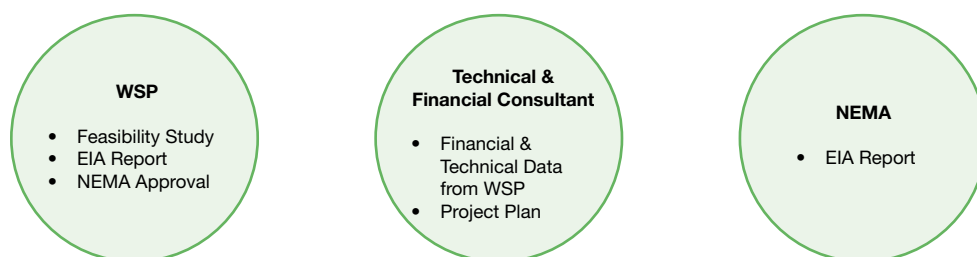 WSP
• Feasibility Study
• EIA Report
• NEMA Approval
Technical &
Financial Consultant
• Financial &
Technical Data
from WSP
• Project Plan
NEMA
• EIA Report